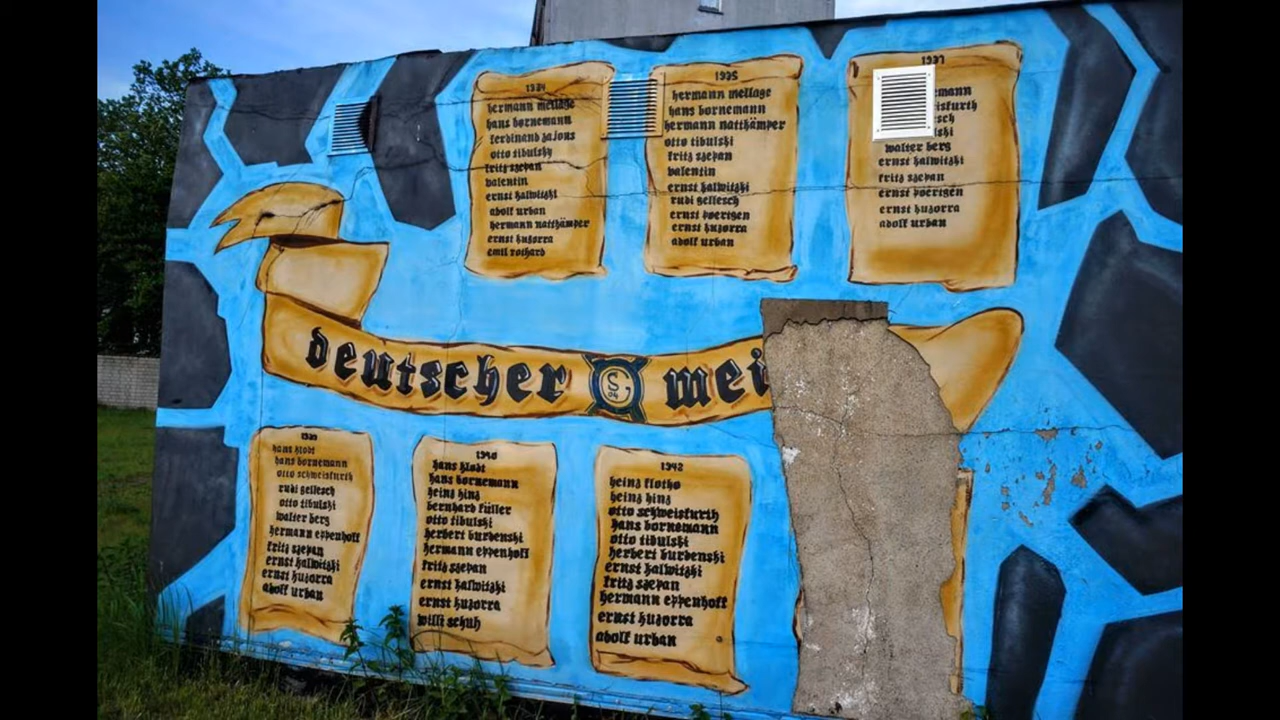 1934
hermann mellage
hans bornemann
ferdinand zajons
otto tibulsky
fritz szepan
valentin
ernst kalwitzki
adolf urban
hermann nattkämper
ernst kuzorra
emil rothard
1935
hermann mellage
hans bornemann
hermann nattkämper
otto tibulski
fritz szepan
valentin
ernst kalwitzki
rudi gellesch
ernst poertgen
ernst kuzorra
adolf urban
1937
walter berg
ernst kalwitzki
fritz szepan
ernst poertgen
ernst kuzorra
adolf urban
deutscher S 04 mei
1939
hans klodt
hans bornemann
otto schweisfurth
rudi gellesch
otto tibulski
walter berg
hermann eppenhoff
fritz szepan
ernst kalwitzki
ernst kuzorra
adolf urban
1940
hans klodt
hans bornemann
heinz hinz
bernhard füller
otto tibulski
herbert burdenski
hermann eppenhoff
fritz szepan
ernst kalwitzki
ernst kuzorra
willi schuh
1942
heinz flotho
heinz hinz
otto schweisfurth
hans bornemann
otto tibulski
herbert burdenski
ernst kalwitzki
fritz szepan
hermann eppenhoff
ernst kuzorra
adolf urban